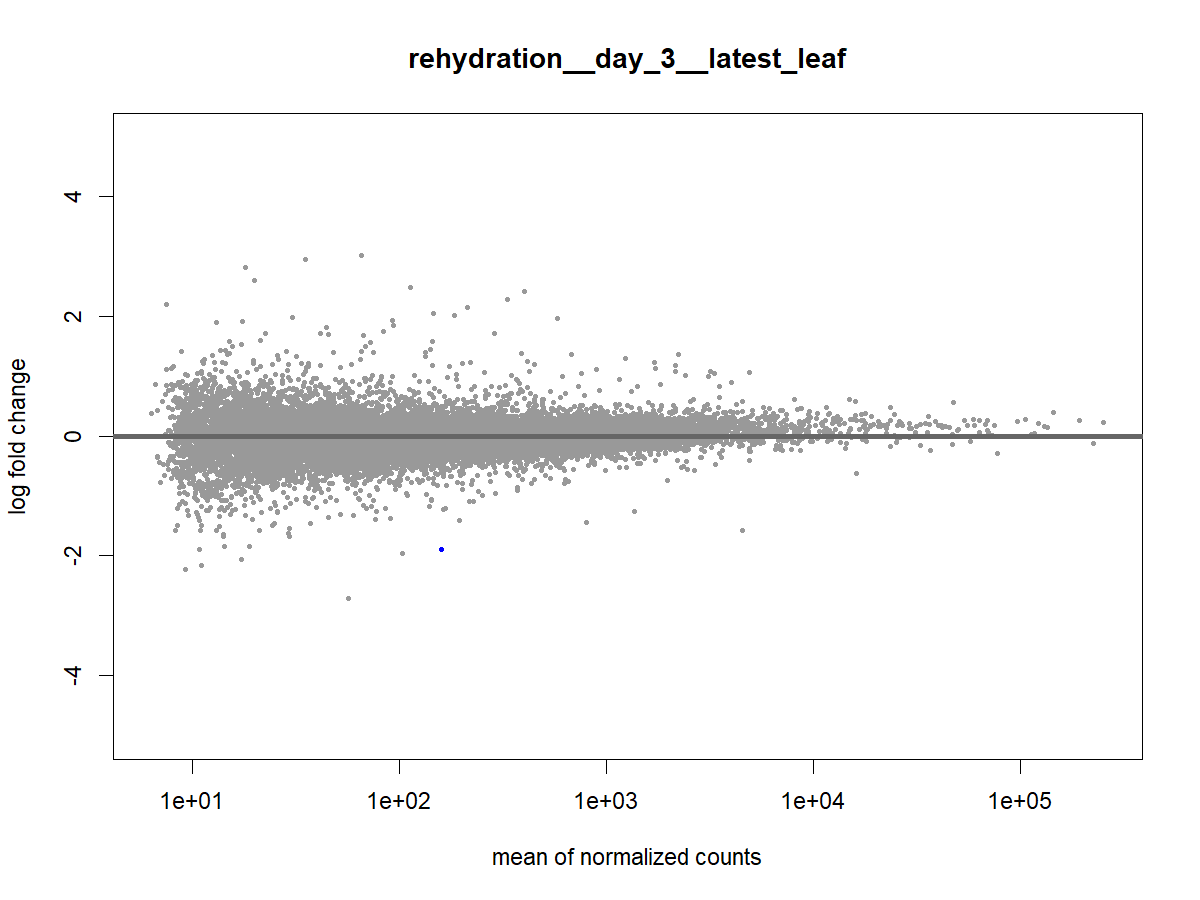 rehydration__day_3__latest_leaf
log fold change
4
2
0
-2
-4
1e+01
1e+02
1e+03
1e+04
1e+05
mean of normalized counts